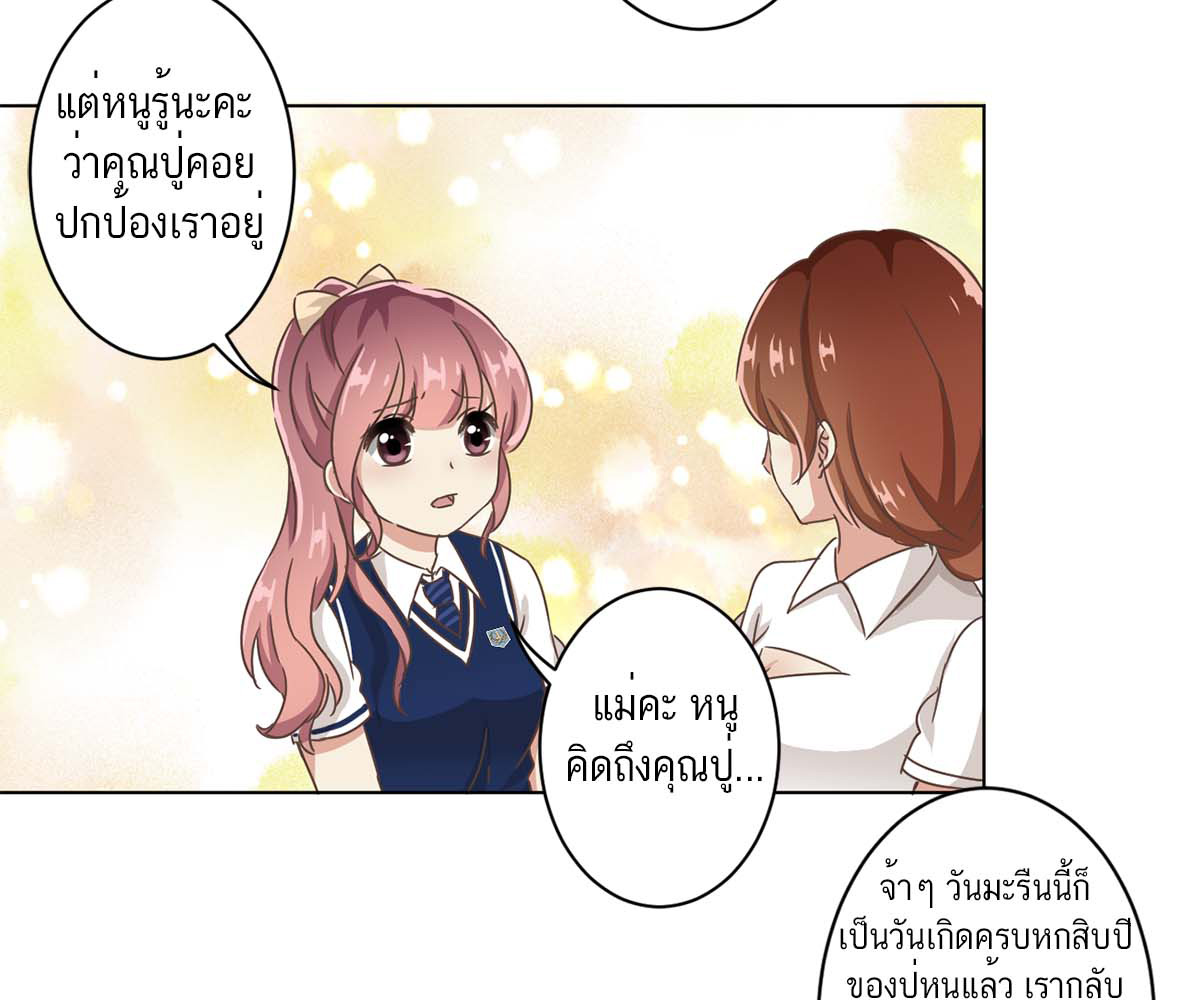 แต่หนูรู้นะคะ
ว่าคุณปู่คอย
ปกป้องเราอยู่
แม่คะ หนู
คิดถึงคุณปู่...
จ้าๆ วันมะรืนนี้ก็
เป็นวันเกิดครบหกสิบปี
ของปู่หนูแล้ว เรากลับ